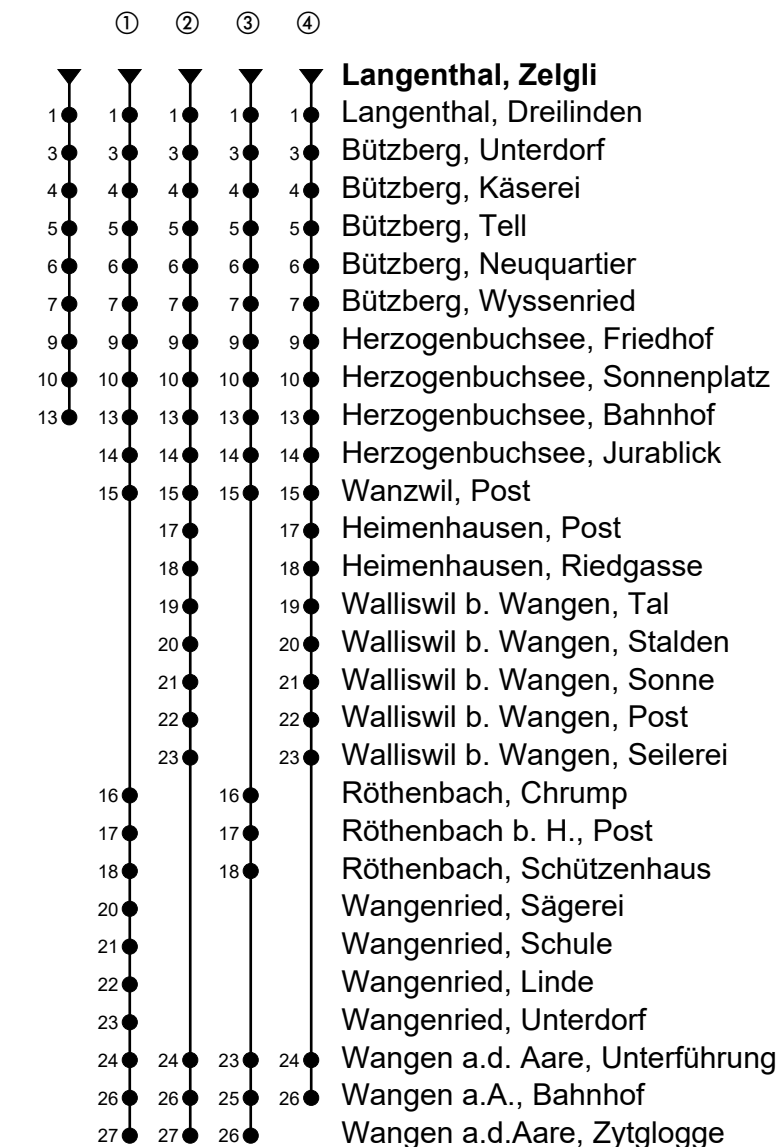 ① ② ③ ④
Langenthal, Zelgli
1 1 1 1 1 Langenthal, Dreilinden
3 3 3 3 3 Bützberg, Unterdorf
4 4 4 4 4 Bützberg, Käserei
5 5 5 5 5 Bützberg, Tell
6 6 6 6 6 Bützberg, Neuquartier
7 7 7 7 7 Bützberg, Wyssenried
9 9 9 9 9 Herzogenbuchsee, Friedhof
10 10 10 10 10 Herzogenbuchsee, Sonnenplatz
13 13 13 13 13 Herzogenbuchsee, Bahnhof
14 14 14 14 Herzogenbuchsee, Jurablick
15 15 15 15 Wanzwil, Post
17 17 Heimenhausen, Post
18 18 Heimenhausen, Riedgasse
19 19 Walliswil b. Wangen, Tal
20 20 Walliswil b. Wangen, Stalden
21 21 Walliswil b. Wangen, Sonne
22 22 Walliswil b. Wangen, Post
23 23 Walliswil b. Wangen, Seilerei
16 16 Röthenbach, Chrump
17 17 Röthenbach b. H., Post
18 18 Röthenbach, Schützenhaus
20 Wangenried, Sägerei
21 Wangenried, Schule
22 Wangenried, Linde
23 Wangenried, Unterdorf
24 24 23 24 Wangen a.d. Aare, Unterführung
26 26 25 26 Wangen a.A., Bahnhof
27 27 26 Wangen a.d.Aare, Zytglogge